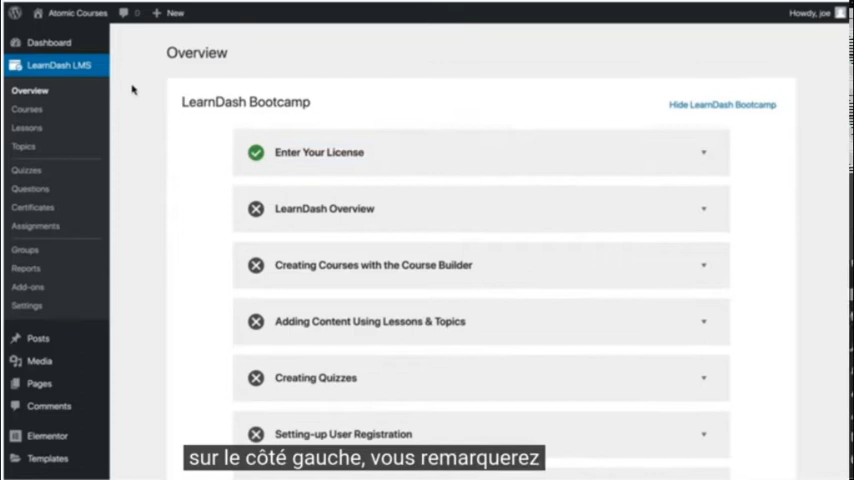 Atomic Courses 0 New Howdy, joe
Dashboard
LearnDash LMS
Overview
Courses
Lessons
Topics
Quizzes
Questions
Certificates
Assignments
Groups
Reports
Add-ons
Settings
Posts
Media
Pages
Comments
Elementor
Templates
Overview
LearnDash Bootcamp
Hide LearnDash Bootcamp
Enter Your License
LearnDash Overview
Creating Courses with the Course Builder
Adding Content Using Lessons & Topics
Creating Quizzes
Setting-up User Registration
sur le côté gauche, vous remarquerez